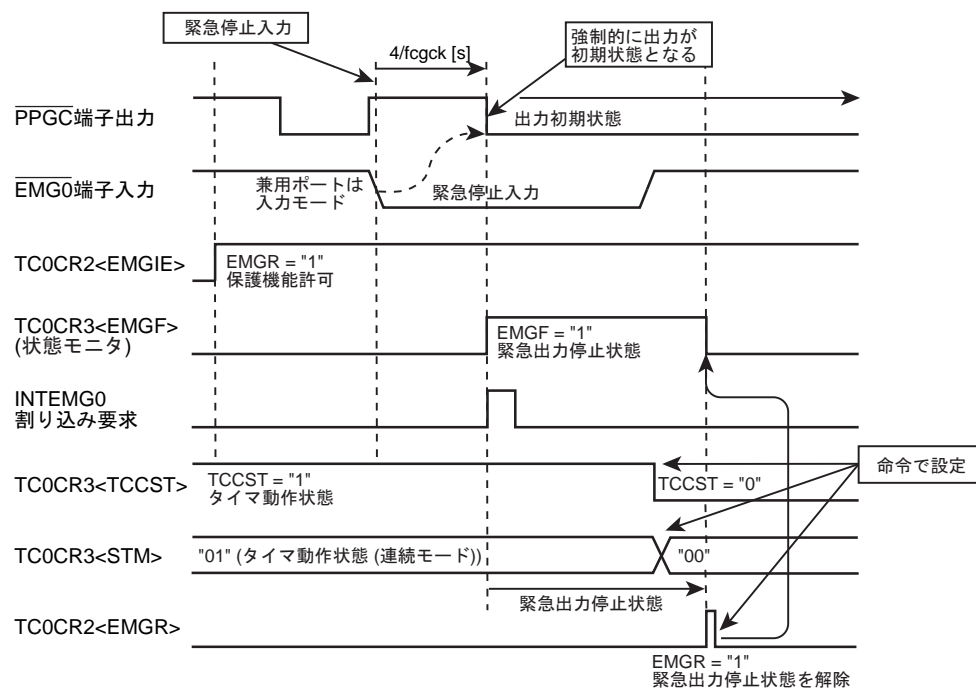 緊急停止入力
4/fcgck [s]
強制的に出力が
初期状態となる
PPGC端子出力
出力初期状態
EMG0端子入力
兼用ポートは
入力モード
緊急停止入力
TC0CR2<EMGIE>
EMGR = "1"
保護機能許可
TC0CR3<EMGF>
(状態モニタ)
EMGF = "1"
緊急出力停止状態
INTEMG0
割り込み要求
命令で設定
TC0CR3<TCCST>
TCCST = "1"
タイマ動作状態
TCCST = "0"
TC0CR3<STM>
"01" (タイマ動作状態 (連続モード))
"00"
緊急出力停止状態
TC0CR2<EMGR>
EMGR = "1"
緊急出力停止状態を解除